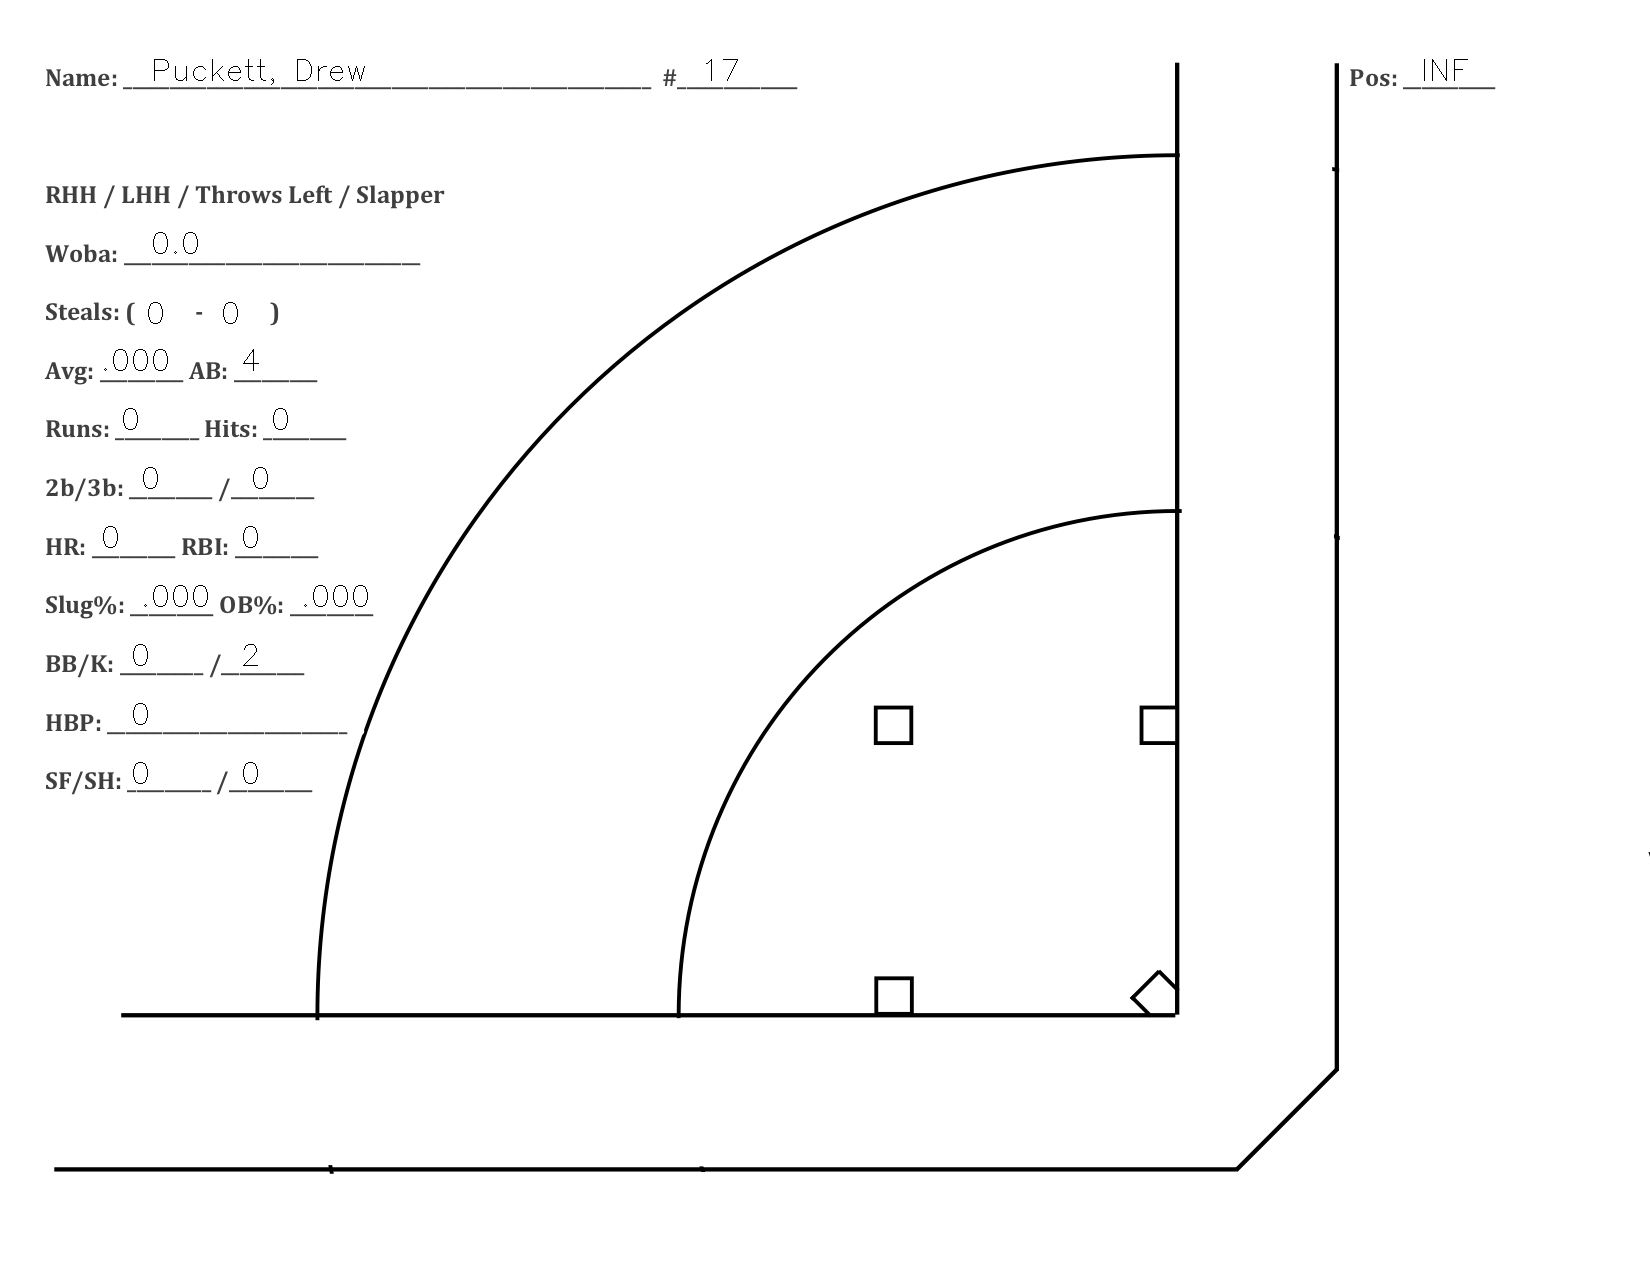 Name: Puckett, Drew # 17 Pos: INF
RHH / LHH / Throws Left / Slapper
Woba: 0.0
Steals: ( 0 - 0 )
Avg: .000 AB: 4
Runs: 0 Hits: 0
2b/3b: 0 / 0
HR: 0 RBI: 0
Slug%: .000 OB%: .000
BB/K: 0 / 2
HBP: 0
SF/SH: 0 / 0